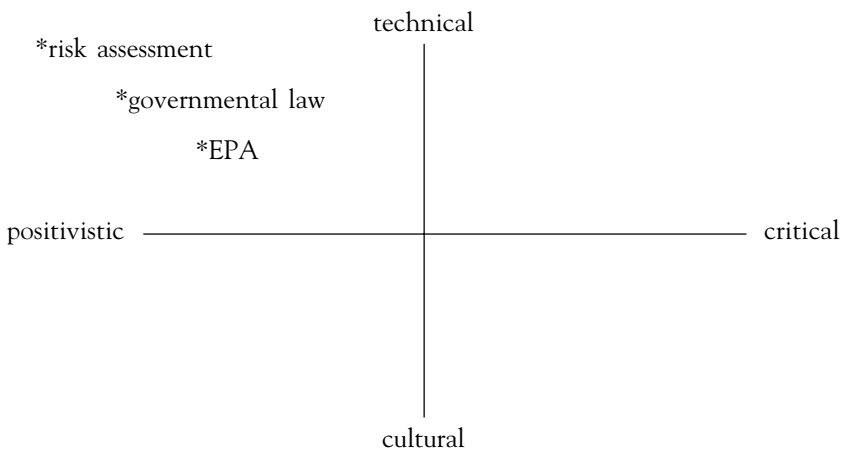 technical
*risk assessment
*governmental law
*EPA
positivistic
critical
cultural